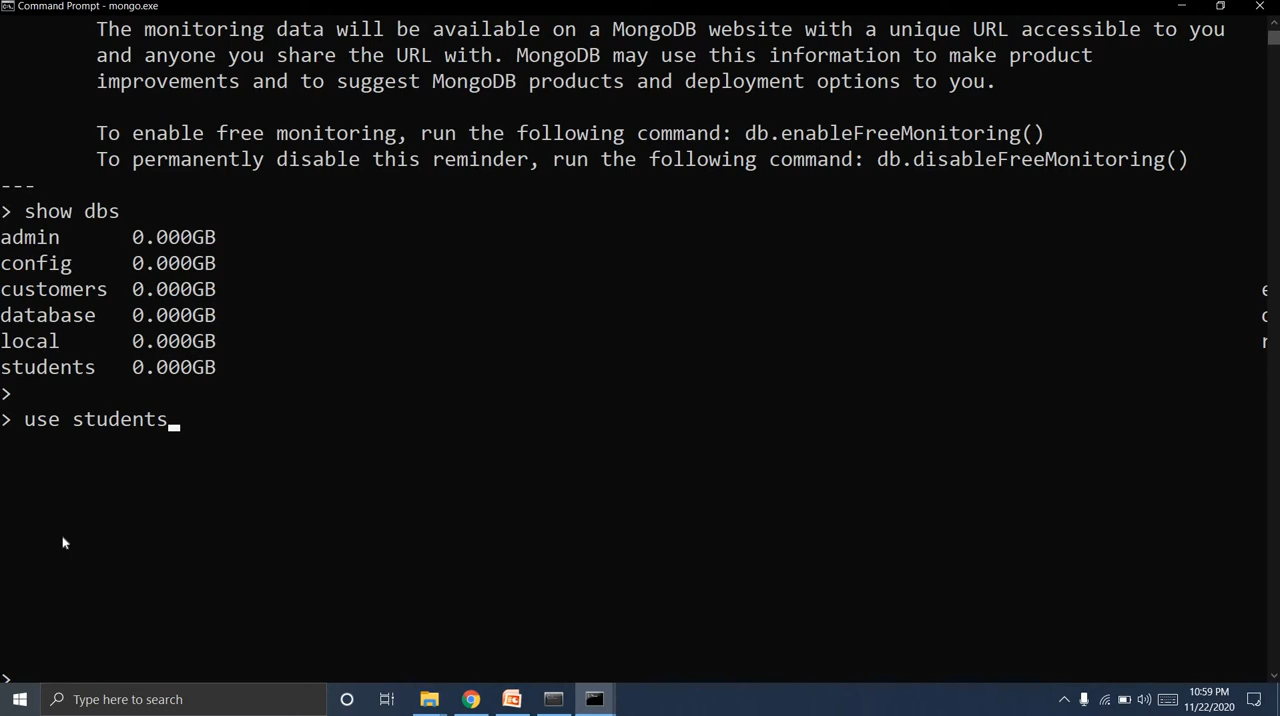 Command Prompt - mongo.exe
The monitoring data will be available on a MongoDB website with a unique URL accessible to you
and anyone you share the URL with. MongoDB may use this information to make product
improvements and to suggest MongoDB products and deployment options to you.
To enable free monitoring, run the following command: db.enableFreeMonitoring()
To permanently disable this reminder, run the following command: db.disableFreeMonitoring()
---
> show dbs
admin 0.000GB
config 0.000GB
customers 0.000GB
database 0.000GB
local 0.000GB
students 0.000GB
>
> use students_
>
Type here to search
10:59 PM
11/22/2020